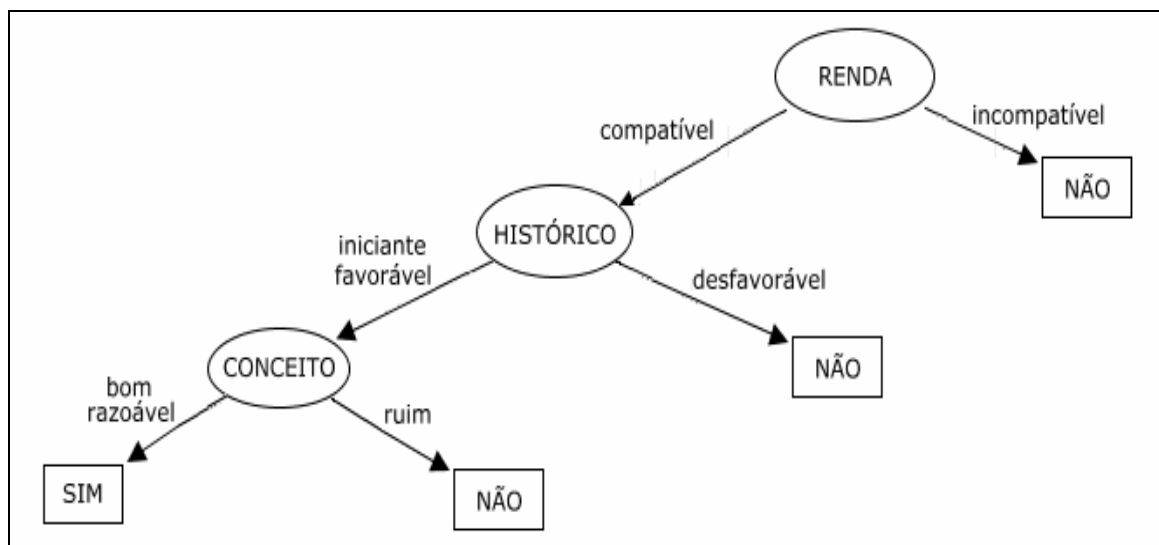 RENDA
compatível
incompatível
NÃO
HISTÓRICO
iniciante
favorável
desfavorável
NÃO
CONCEITO
bom
razoável
ruim
SIM
NÃO